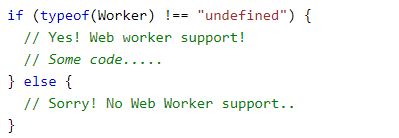 if (typeof(Worker) !== "undefined") {
  // Yes! Web worker support!
  // Some code.....
} else {
  // Sorry! No Web Worker support..
}